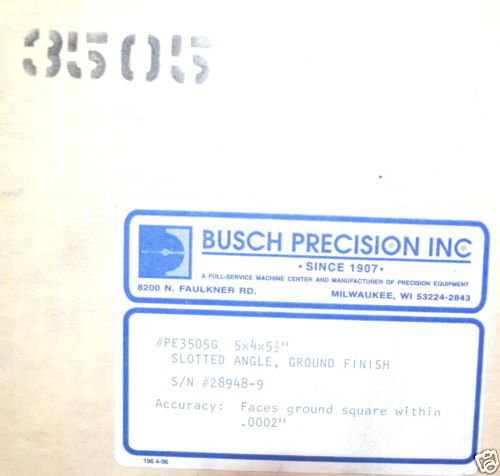 3505
BUSCH PRECISION INC
• SINCE 1907 •
A FULL-SERVICE MACHINE CENTER AND MANUFACTURER OF PRECISION EQUIPMENT
8200 N. FAULKNER RD. MILWAUKEE, WI 53224-2843
#PE3505G 5x4x5½"
SLOTTED ANGLE, GROUND FINISH
S/N #28948-9
Accuracy: Faces ground square within
.0002"
190 4-96